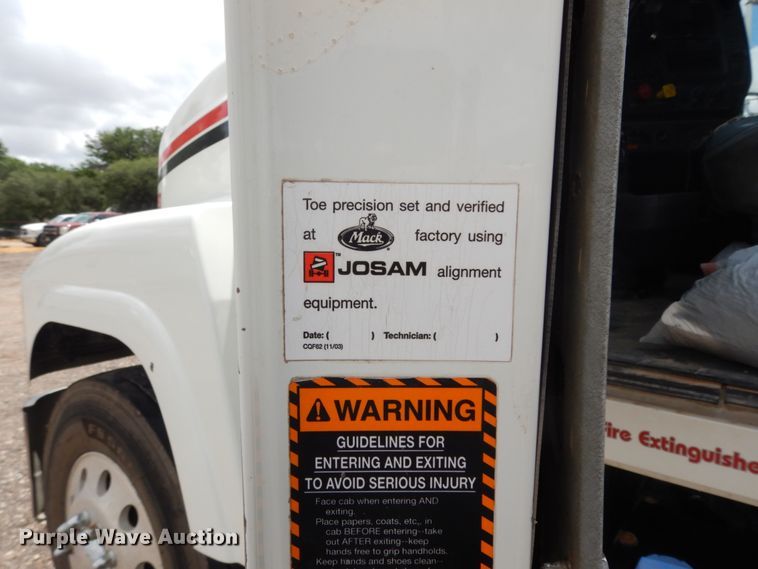 Toe precision set and verified
at Mack factory using
JOSAM™ alignment
equipment.
Date: ( ) Technician: ( )
CQF62 (11/03)
WARNING
GUIDELINES FOR
ENTERING AND EXITING
TO AVOID SERIOUS INJURY
Face cab when entering AND
exiting.
Place papers, coats, etc,, in
cab BEFORE entering--take
out AFTER exiting--keep
hands free to grip handholds.
Keep hands and shoes clean--
Fire Extinguishe
Purple Wave Auction